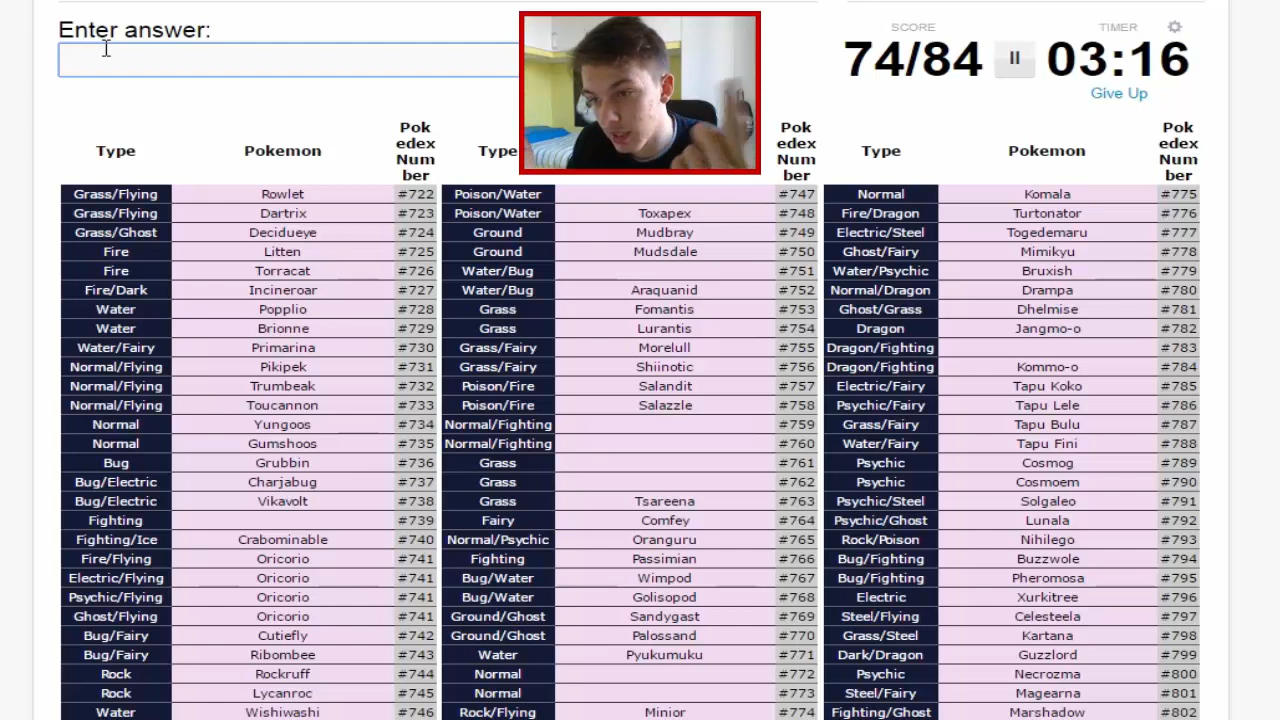 Enter answer:
SCORE TIMER
74/84 03:16
Give Up
Type Pokemon Pok edex Num ber Type Pok edex Num ber Type Pokemon Pok edex Num ber
Grass/Flying Rowlet #722 Poison/Water #747 Normal Komala #775
Grass/Flying Dartrix #723 Poison/Water Toxapex #748 Fire/Dragon Turtonator #776
Grass/Ghost Decidueye #724 Ground Mudbray #749 Electric/Steel Togedemaru #777
Fire Litten #725 Ground Mudsdale #750 Ghost/Fairy Mimikyu #778
Fire Torracat #726 Water/Bug #751 Water/Psychic Bruxish #779
Fire/Dark Incineroar #727 Water/Bug Araquanid #752 Normal/Dragon Drampa #780
Water Popplio #728 Grass Fomantis #753 Ghost/Grass Dhelmise #781
Water Brionne #729 Grass Lurantis #754 Dragon Jangmo-o #782
Water/Fairy Primarina #730 Grass/Fairy Morelull #755 Dragon/Fighting #783
Normal/Flying Pikipek #731 Grass/Fairy Shiinotic #756 Dragon/Fighting Kommo-o #784
Normal/Flying Trumbeak #732 Poison/Fire Salandit #757 Electric/Fairy Tapu Koko #785
Normal/Flying Toucannon #733 Poison/Fire Salazzle #758 Psychic/Fairy Tapu Lele #786
Normal Yungoos #734 Normal/Fighting #759 Grass/Fairy Tapu Bulu #787
Normal Gumshoos #735 Normal/Fighting #760 Water/Fairy Tapu Fini #788
Bug Grubbin #736 Grass #761 Psychic Cosmog #789
Bug/Electric Charjabug #737 Grass #762 Psychic Cosmoem #790
Bug/Electric Vikavolt #738 Grass Tsareena #763 Psychic/Steel Solgaleo #791
Fighting #739 Fairy Comfey #764 Psychic/Ghost Lunala #792
Fighting/Ice Crabominable #740 Normal/Psychic Oranguru #765 Rock/Poison Nihilego #793
Fire/Flying Oricorio #741 Fighting Passimian #766 Bug/Fighting Buzzwole #794
Electric/Flying Oricorio #741 Bug/Water Wimpod #767 Bug/Fighting Pheromosa #795
Psychic/Flying Oricorio #741 Bug/Water Golisopod #768 Electric Xurkitree #796
Ghost/Flying Oricorio #741 Ground/Ghost Sandygast #769 Steel/Flying Celesteela #797
Bug/Fairy Cutiefly #742 Ground/Ghost Palossand #770 Grass/Steel Kartana #798
Bug/Fairy Ribombee #743 Water Pyukumuku #771 Dark/Dragon Guzzlord #799
Rock Rockruff #744 Normal #772 Psychic Necrozma #800
Rock Lycanroc #745 Normal #773 Steel/Fairy Magearna #801
Water Wishiwashi #746 Rock/Flying Minior #774 Fighting/Ghost Marshadow #802